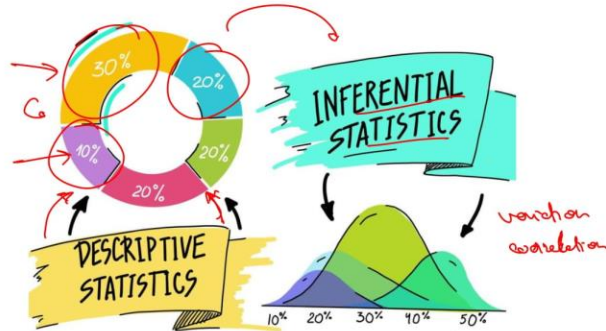 30%
20%
10%
20%
20%
DESCRIPTIVE
STATISTICS
INFERENTIAL
STATISTICS
variation
correlation
10% 20% 30% 40% 50%